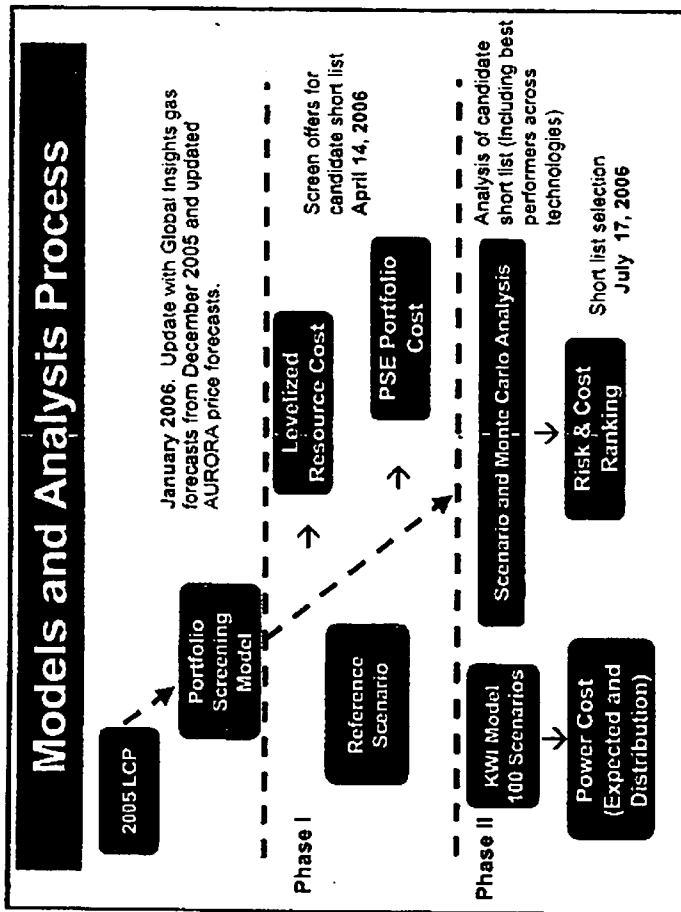 Models and Analysis Process
2005 LCP
Portfolio
Screening
Model
January 2006. Update with Global Insights gas
forecasts from December 2005 and updated
AURORA price forecasts.
Phase I
Reference
Scenario
Levelized
Resource Cost
PSE Portfolio
Cost
Screen offers for
candidate short list
April 14, 2006
Phase II
KWI Model
100 Scenarios
Power Cost
(Expected and
Distribution)
Scenario and Monte Carlo Analysis
Risk & Cost
Ranking
Analysis of candidate
short list (Including best
performers across
technologies)
Short list selection
July 17, 2006